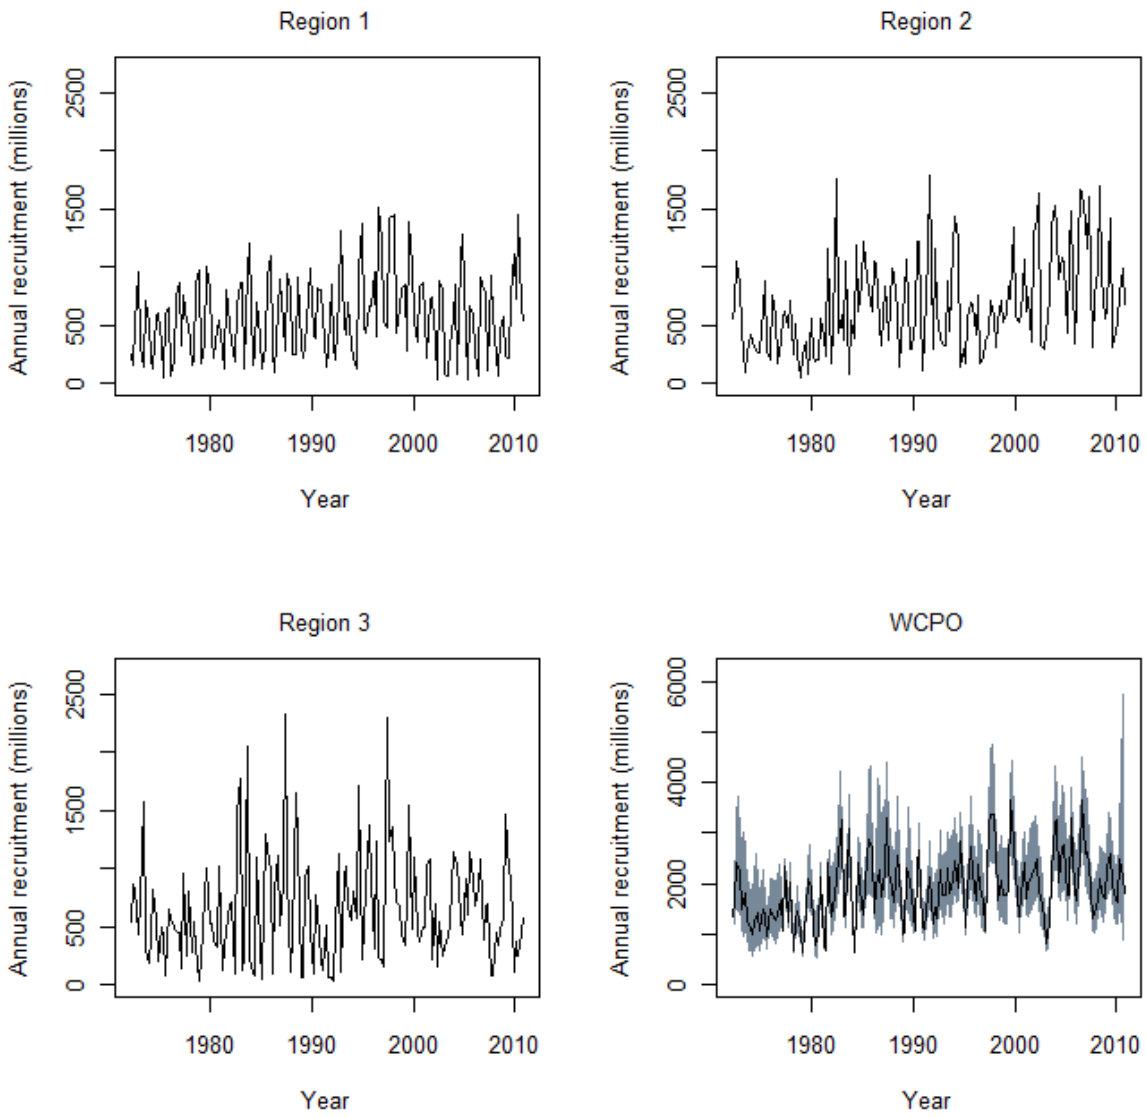 Region 1
Annual recruitment (millions)
0 500 1500 2500
1980 1990 2000 2010
Year
Region 2
Annual recruitment (millions)
0 500 1500 2500
1980 1990 2000 2010
Year
Region 3
Annual recruitment (millions)
0 500 1500 2500
1980 1990 2000 2010
Year
WCPO
Annual recruitment (millions)
0 2000 4000 6000
1980 1990 2000 2010
Year